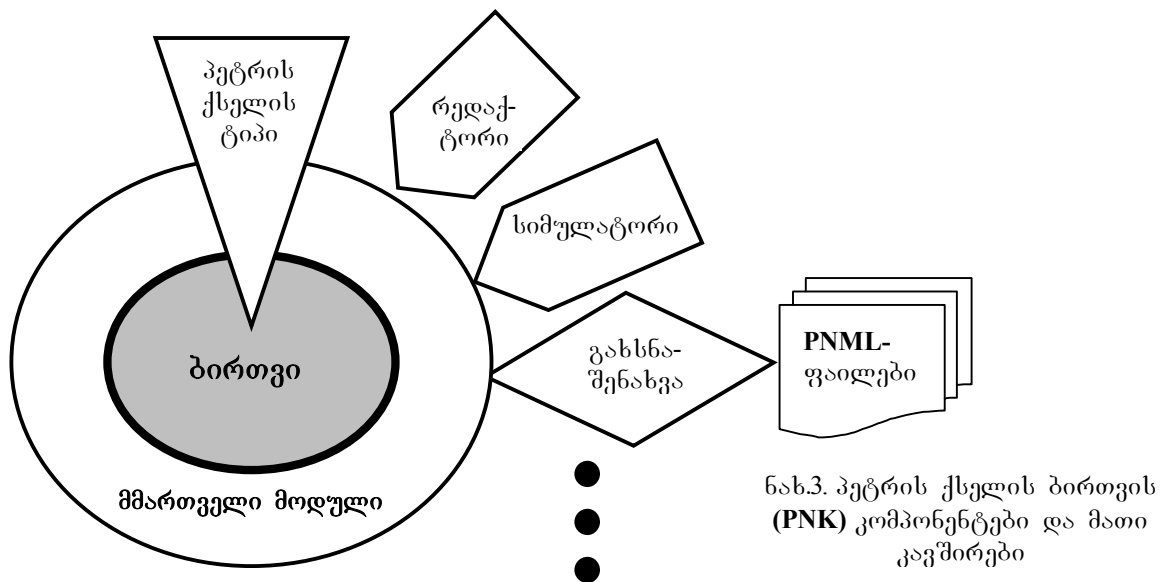 პეტრის
ქსელის
ტიპი
რედაქ-
ტორი
სიმულატორი
გახსნა-
შენახვა
PNML-
ფაილები
ბირთვი
მმართველი მოდული
ნახ.3. პეტრის ქსელის ბირთვის
(PNK) კომპონენტები და მათი
კავშირები